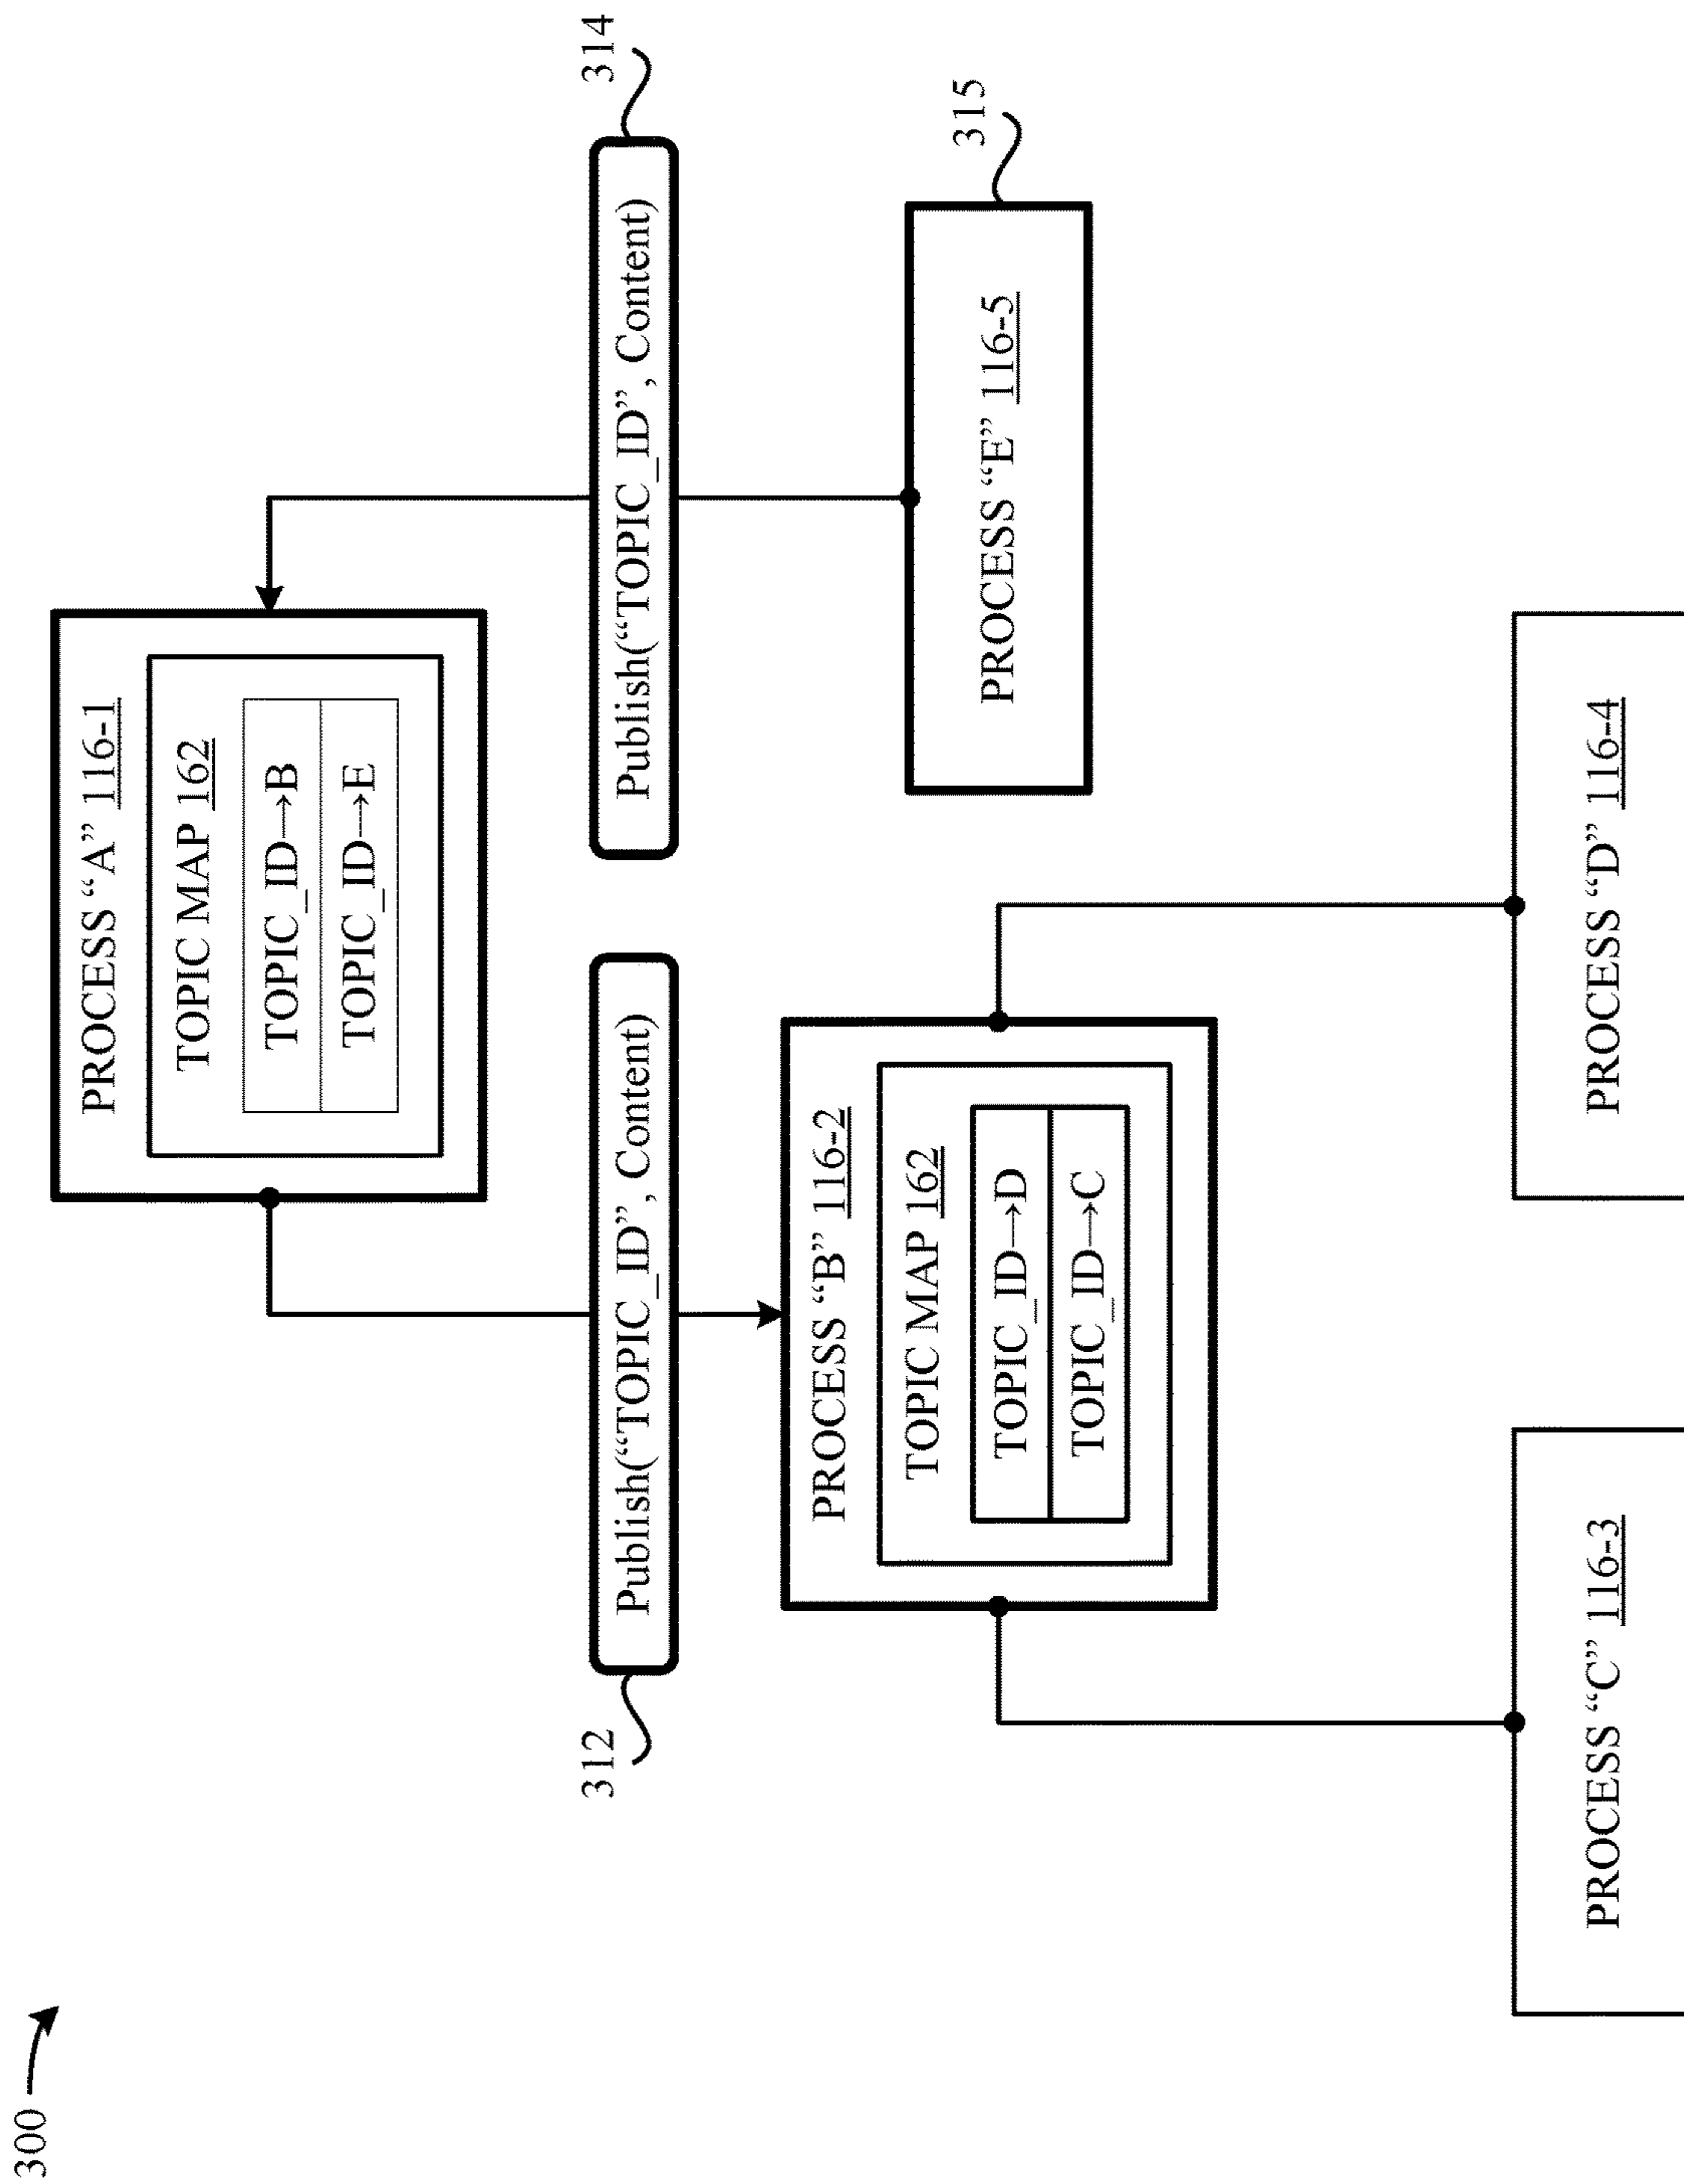 300
PROCESS “A” 116-1
TOPIC MAP 162
TOPIC_ID→B
TOPIC_ID→E
312
Publish(“TOPIC_ID”, Content)
Publish(“TOPIC_ID”, Content)
314
PROCESS “B” 116-2
TOPIC MAP 162
TOPIC_ID→D
TOPIC_ID→C
PROCESS “E” 116-5
315
PROCESS “C” 116-3
PROCESS “D” 116-4